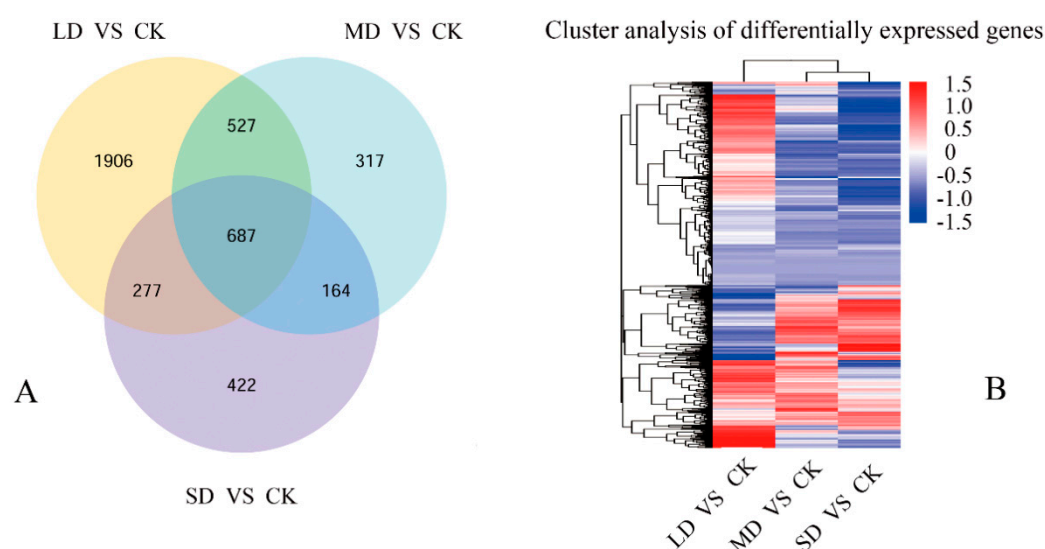 LD VS CK
MD VS CK
527
1906
317
687
277
164
422
A
SD VS CK
Cluster analysis of differentially expressed genes
1.5
1.0
0.5
0
-0.5
-1.0
-1.5
B
LD VS CK
MD VS CK
SD VS CK